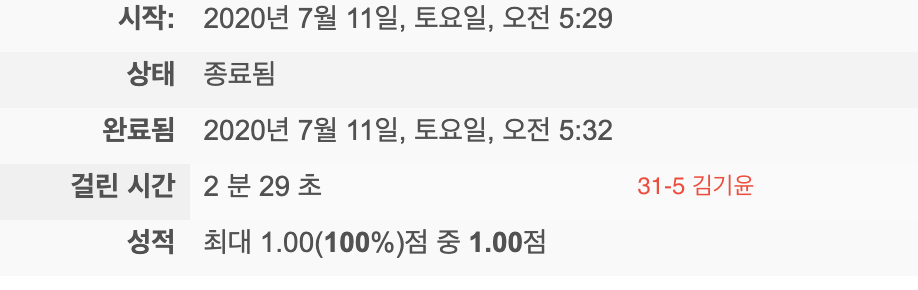 시작: 2020년 7월 11일, 토요일, 오전 5:29
상태 종료됨
완료됨 2020년 7월 11일, 토요일, 오전 5:32
걸린 시간 2 분 29 초 31-5 김기윤
성적 최대 1.00(100%)점 중 1.00점